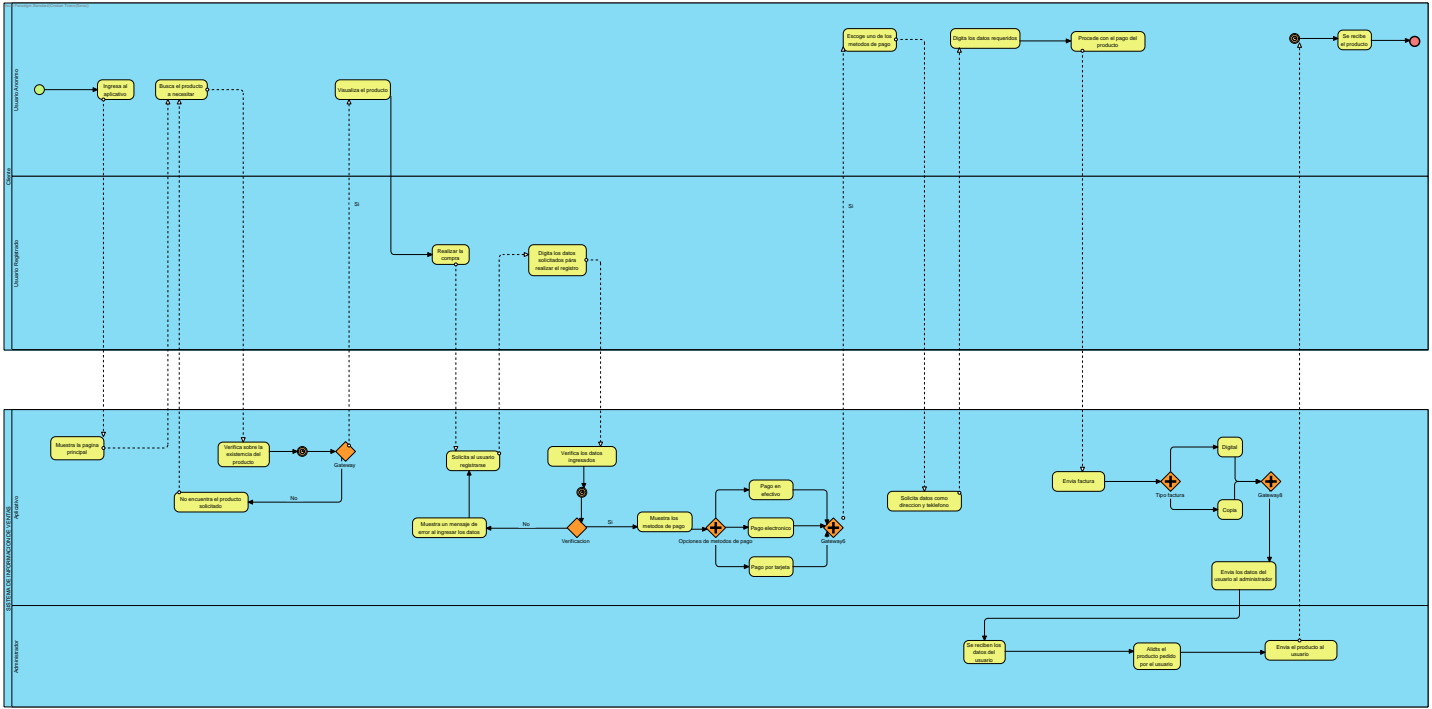 Cliente
Usuario Anonimo
Ingresa al
aplicativo
Busca el producto
a necesitar
Visualiza el producto
Escoge uno de los
metodos de pago
Digita los datos requeridos
Procede con el pago del
producto
Se recibe
el producto
Si
Si
Usuario Registrado
Realizar la
compra
Digita los datos
solicitados para
realizar el registro
SISTEMA DE INFORMACION DE VENTAS
Aplicativo
Muestra la pagina
principal
Verifica sobre la
existencia del
producto
Gateway
No
No encuentra el producto
solicitado
Solicita al usuario
registrarse
Verifica los datos
ingresados
Muestra un mensaje de
error al ingresar los datos
No
Verificacion
Si
Muestra los
metodos de pago
Opciones de metodos de pago
Pago en
efectivo
Pago electronico
Pago por tarjeta
Gateway6
Solicita datos como
direccion y teklefono
Envia factura
Tipo factura
Digital
Copia
Gateway8
Envia los datos del
usuario al administrador
Administrador
Se reciben los
datos del
usuario
Alidts el
producto pedido
por el usuario
Envia el producto al
usuario